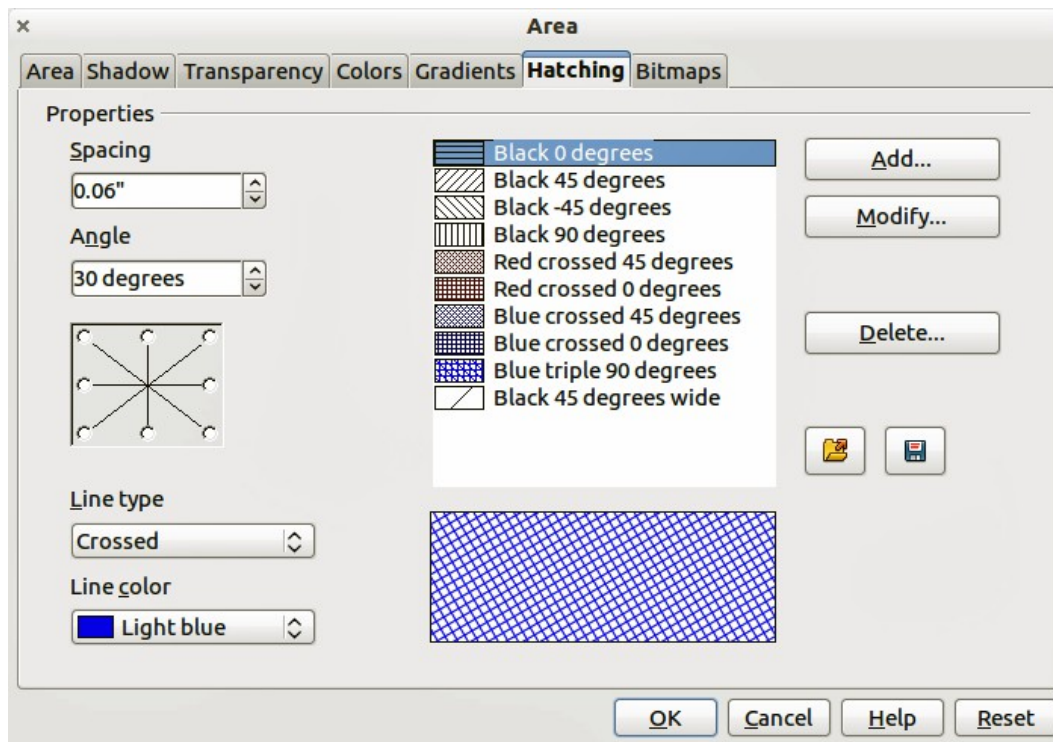 Area
Area Shadow Transparency Colors Gradients Hatching Bitmaps
Properties
Spacing
0.06"
Angle
30 degrees
Line type
Crossed
Line color
Light blue
Black 0 degrees
Black 45 degrees
Black -45 degrees
Black 90 degrees
Red crossed 45 degrees
Red crossed 0 degrees
Blue crossed 45 degrees
Blue crossed 0 degrees
Blue triple 90 degrees
Black 45 degrees wide
Add...
Modify...
Delete...
OK Cancel Help Reset